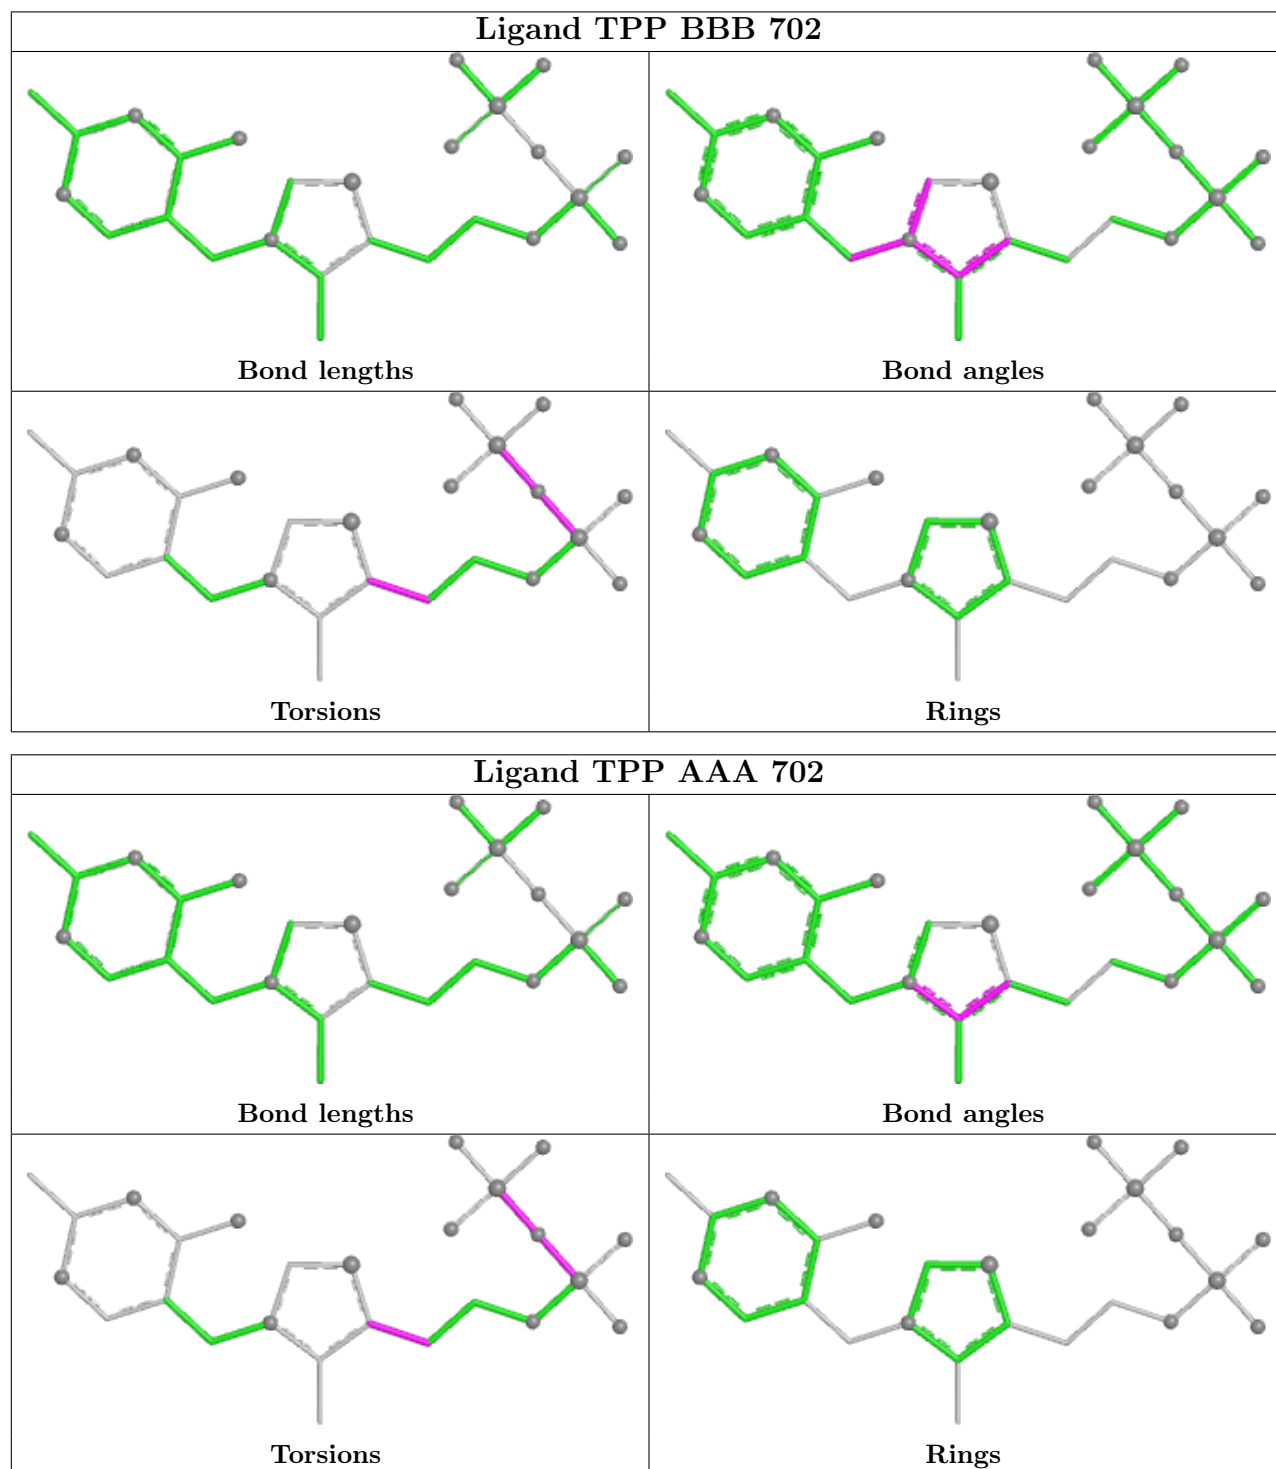 Ligand TPP BBB 702
Bond lengths
Bond angles
Torsions
Rings
Ligand TPP AAA 702
Bond lengths
Bond angles
Torsions
Rings